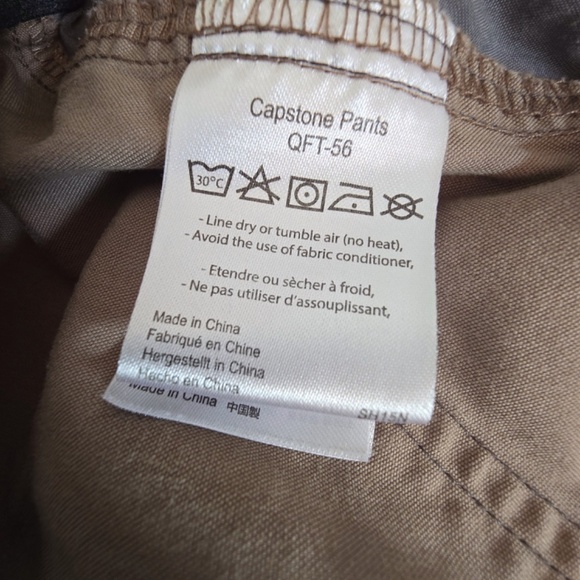 Capstone Pants
QFT-56
30°C
- Line dry or tumble air (no heat),
- Avoid the use of fabric conditioner,
- Etendre ou sècher à froid,
- Ne pas utiliser d'assouplissant,
Made in China
Fabriqué en Chine
Hergestellt in China
Hecho en China
Made in China 中国製
SH15N